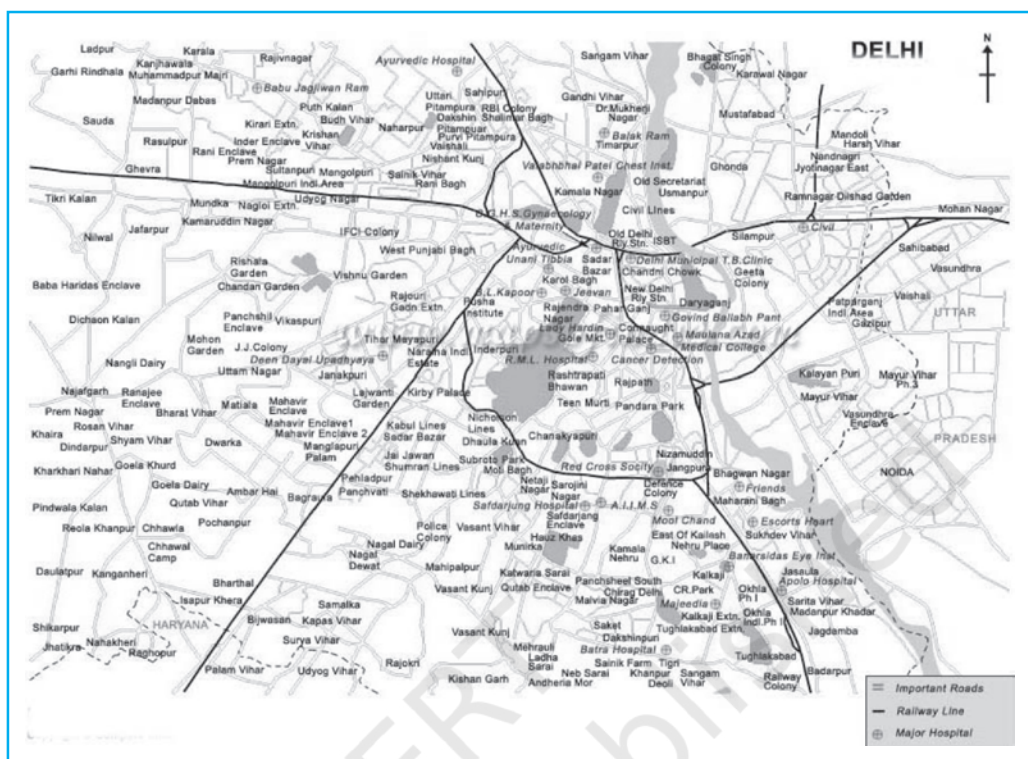 DELHI
N
Ladpur
Karala
Rajivnagar
Ayurvedic Hospital
Sangam Vihar
Bhagat Singh
Colony
Kanjhawala
Garhi Rindhala
Muhammadpur Majri
Karawal Nagar
Babu Jagjiwan Ram
Sahipur
Madanpur Dabas
Puth Kalan
Uttari
Pitampura
RBI Colony
Gandhi Vihar
Dr.Mukherji
Nagar
Mustafabad
Sauda
Kirari Extn.
Budh Vihar
Dakshin
Pitampuar
Shalimar Bagh
Balak Ram
Timarpur
Mandoli
Harsh Vihar
Rasulpur
Inder Enclave
Krishan
Vihar
Naharpur
Purvi Pitampura
Vaishali
Rani Enclave
Prem Nagar
Nishant Kunj
Valabhbhai Patel Chest Inst.
Ghonda
Nandnagri
Jyotinagar East
Ghevra
Sultanpuri
Mangolpuri
Sainik Vihar
Rani Bagh
Kamala Nagar
Old Secretariat
Usmanpur
Mangolpuri Indl.Area
Tikri Kalan
Mundka
Nagloi Extn.
Udyog Nagar
Ramnagar
Dilshad Garden
Mohan Nagar
C.G.H.S.Gynaecology
& Maternity
Civil Lines
Nilwal
Jafarpur
Kamaruddin Nagar
IFCI-Colony
Old Delhi
Rly Stn.
ISBT
Silampur
Civil
Sahibabad
West Punjabi Bagh
Ayurvedic
Unani Tibbia
Sadar
Bazar
Delhi Municipal T.B.Clinic
Chandni Chowk
Geeta
Colony
Vasundhra
Baba Haridas Enclave
Rishala
Garden
Chandan Garden
Vishnu Garden
Karol Bagh
New Delhi
Rly Stn.
B.L.Kapoor
Jeevan
Daryaganj
Vaishali
Rajouri
Gadn Extn.
Pusha
Institute
Rajendra
Nagar
Pahar Ganj
Govind Ballabh Pant
Patparganj
Indl Area
Gazipur
UTTAR
Dichaon Kalan
Panchshil
Enclave
Vikaspuri
Lady Hardin
Gole Mkt.
Connaught
Palace
Maulana Azad
Medical College
Mohon
Garden
J.J.Colony
Tihar
Mayapuri
Naraina Indl
Estate
Inderpuri
R.M.L. Hospital
Cancer Detection
Nangli Dairy
Deen Dayal Upadhyaya
Uttam Nagar
Janakpuri
Rashtrapati
Bhawan
Rajpath
Kalayan Puri
Mayur Vihar
Ph.3
Najafgarh
Ranajee
Enclave
Lajwanti
Garden
Kirby Palace
Teen Murti
Pandara Park
Mayur Vihar
Prem Nagar
Bharat Vihar
Matiala
Mahavir
Enclave
Nicholson
Lines
Vasundhra
Enclave
Rosan Vihar
Mahavir Enclave1
Mahavir Enclave 2
Kabul Lines
Sadar Bazar
Dhaula Kuan
Chanakyapuri
PRADESH
Khaira
Dindarpur
Shyam Vihar
Dwarka
Manglapuri
Palam
Jai Jawan
Shumran Lines
Subroto Park
Moti Bagh
Nizamuddin
Jangpura
Red Cross Socity
Kharkhari Nahar
Goela Khurd
Pehladpur
Panchvati
Netaji
Nagar
Sarojini
Nagar
Defence
Colony
Bhagwan Nagar
NOIDA
Goela Dairy
Ambar Hai
Bagraula
Shekhawati Lines
Friends
Maharani Bagh
Pindwala Kalan
Qutab Vihar
Safdarjung Hospital
A.I.I.M.S
Safdarjang
Enclave
Mool Chand
Reola Khanpur
Chhawla
Pochanpur
Police
Colony
Vasant Vihar
Hauz Khas
Escorts Heart
Sukhdev Vihar
Chhawal
Camp
Nagal Dairy
Nagal
Dewat
Munirka
Kamala
Nehru
East Of Kailesh
Nehru Place
G.K.I
Banarsidas Eye Inst
Daulatpur
Kanganheri
Bharthal
Mahipalpur
Katwaria Sarai
Qutab Enclave
Panchsheel South
Chirag Delhi
Kalkaji
Jasaula
Apolo Hospital
Isapur Khera
Vasant Kunj
Malvia Nagar
CR.Park
Majeedia
Okhla
Ph I
Sarita Vihar
Madanpur Khadar
Samalka
Kalkaji Extn.
Okhla
Indl.Ph II
Shikarpur
HARYANA
Bijwasan
Kapas Vihar
Saket
Dakshinpuri
Tughlakabad Extn.
Jagdamba
Jhatikra
Nahakheri
Raghopur
Surya Vihar
Vasant Kunj
Mehrauli
Ladha
Sarai
Batra Hospital
Tughlakabad
Palam Vihar
Udyog Vihar
Rajokri
Sainik Farm
Tigri
Badarpur
Kishan Garh
Neb Sarai
Andheria Mor
Khanpur
Deoli
Sangam
Vihar
Railway
Colony
Important Roads
Railway Line
Major Hospital